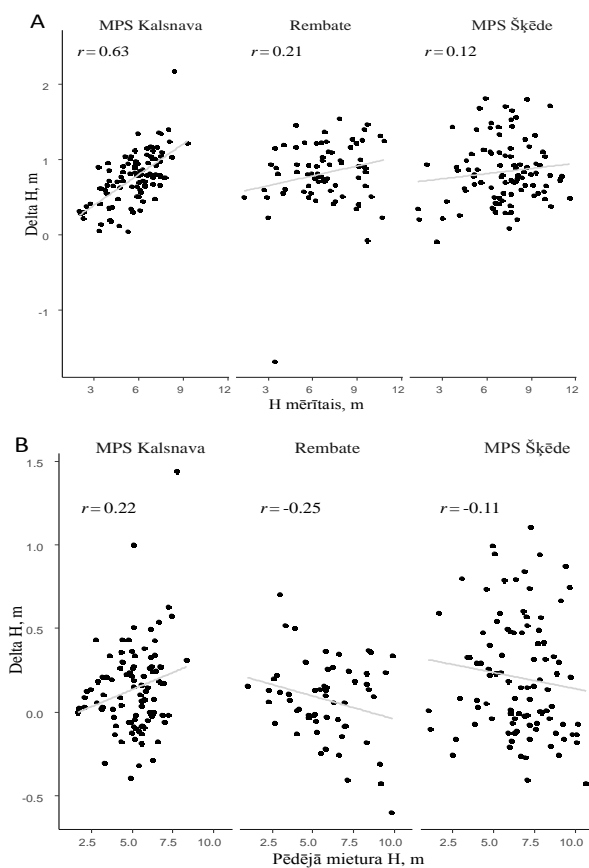 A
MPS Kalsnava Rembate MPS Šķēde
r = 0.63 r = 0.21 r = 0.12
2
1
0
-1
Delta H, m
3 6 9 12 3 6 9 12 3 6 9 12
H mērītais, m
B
MPS Kalsnava Rembate MPS Šķēde
1.5
r = 0.22 r = -0.25 r = -0.11
1.0
0.5
0.0
-0.5
Delta H, m
2.5 5.0 7.5 10.0 2.5 5.0 7.5 10.0 2.5 5.0 7.5 10.0
Pēdējā mietura H, m